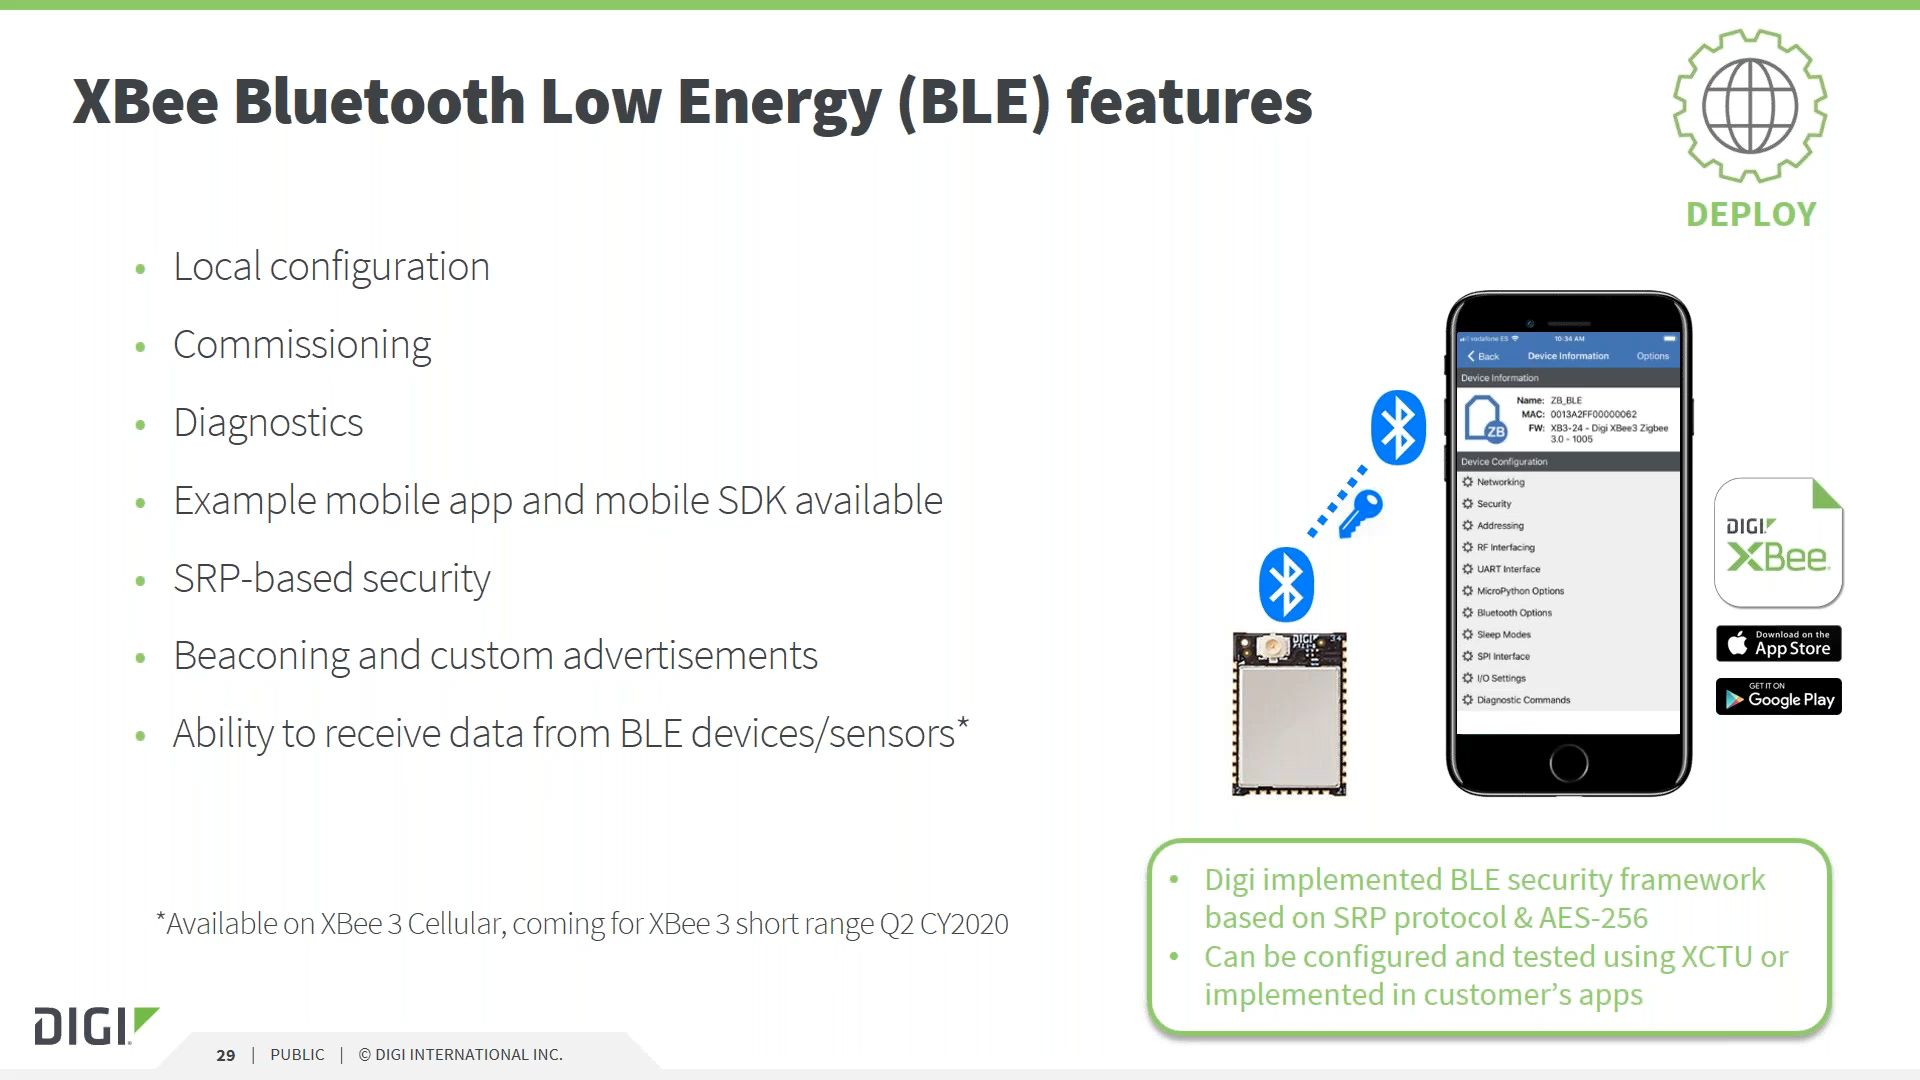 XBee Bluetooth Low Energy (BLE) features
DEPLOY
• Local configuration
• Commissioning
• Diagnostics
• Example mobile app and mobile SDK available
• SRP-based security
• Beaconing and custom advertisements
• Ability to receive data from BLE devices/sensors*
*Available on XBee 3 Cellular, coming for XBee 3 short range Q2 CY2020
vodafone ES 10:34 AM
Back Device Information Options
Device Information
Name: ZB_BLE
MAC: 0013A2FF00000062
FW: XB3-24 - Digi XBee3 Zigbee
3.0 - 1005
ZB
Device Configuration
Networking
Security
Addressing
RF Interfacing
UART Interface
MicroPython Options
Bluetooth Options
Sleep Modes
SPI Interface
I/O Settings
Diagnostic Commands
DIGI
DIGI
XBee
Download on the
App Store
GET IT ON
Google Play
• Digi implemented BLE security framework
based on SRP protocol & AES-256
• Can be configured and tested using XCTU or
implemented in customer's apps
DIGI
29 | PUBLIC | © DIGI INTERNATIONAL INC.